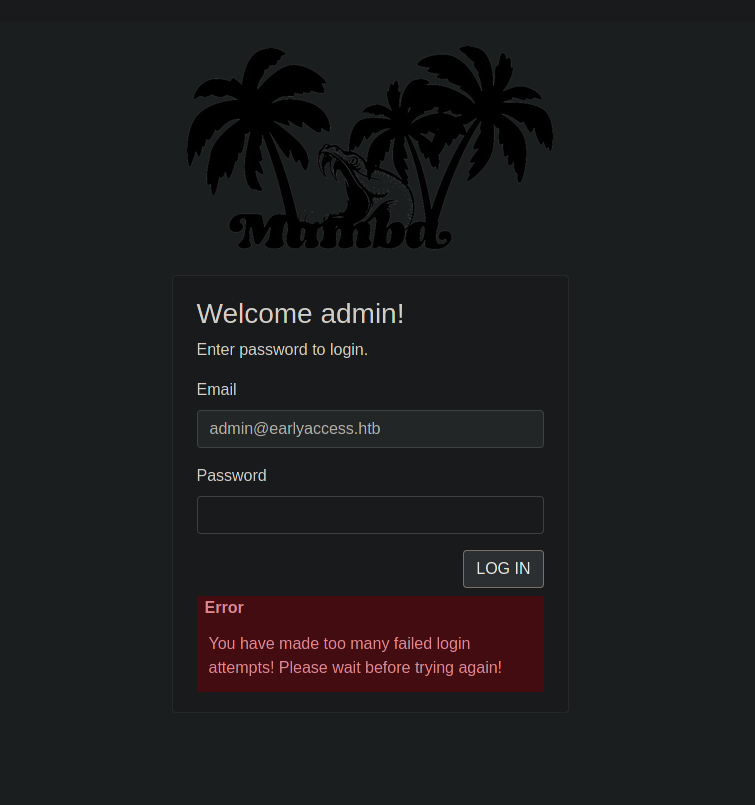 Mamba
Welcome admin!
Enter password to login.
Email
admin@earlyaccess.htb
Password
LOG IN
Error
You have made too many failed login
attempts! Please wait before trying again!